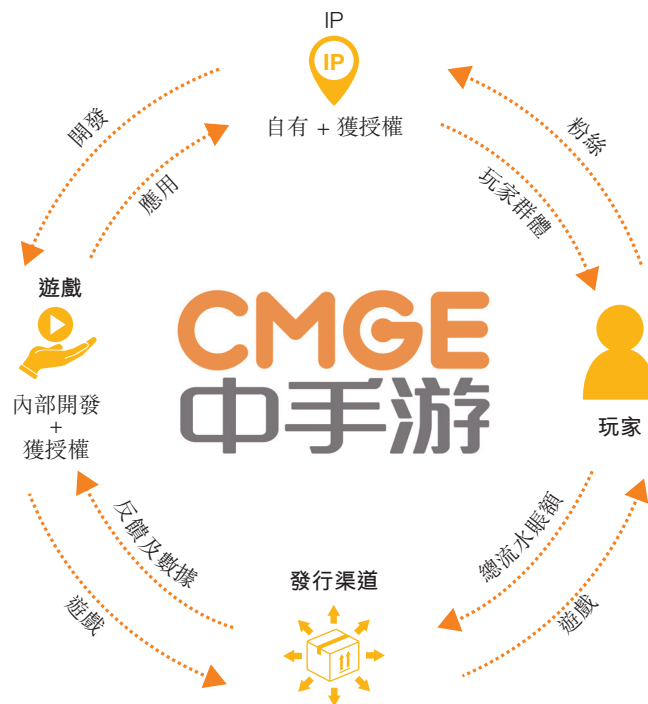 IP
IP
自有 + 獲授權
開發
應用
粉絲
玩家群體
遊戲
內部開發
+
獲授權
CMGE
中手游
玩家
反饋及數據
遊戲
發行渠道
總流水賬額
遊戲